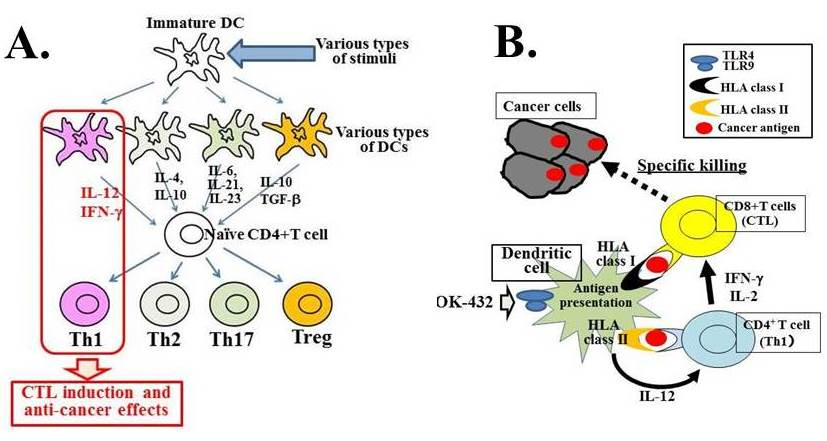 A.
Immature DC
Various types
of stimuli
Various types
of DCs
IL-12
IFN-γ
IL-4,
IL-10
IL-6,
IL-21,
IL-23
IL-10
TGF-β
Naïve CD4+T cell
Th1
Th2
Th17
Treg
CTL induction and
anti-cancer effects
B.
TLR4
TLR9
HLA class I
HLA class II
Cancer antigen
Cancer cells
Specific killing
CD8+T cells
(CTL)
Dendritic
cell
HLA
class I
Antigen
presentation
OK-432
IFN-γ
IL-2
HLA
class II
CD4+ T cell
(Th1)
IL-12